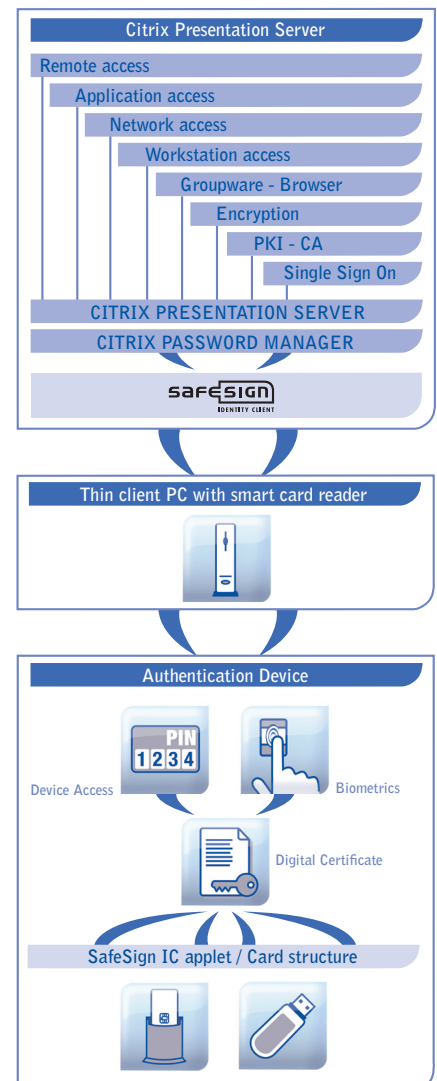 Citrix Presentation Server
Remote access
Application access
Network access
Workstation access
Groupware - Browser
Encryption
PKI - CA
Single Sign On
CITRIX PRESENTATION SERVER
CITRIX PASSWORD MANAGER
safesign
IDENTITY CLIENT
Thin client PC with smart card reader
Authentication Device
PIN
1234
Device Access
Biometrics
Digital Certificate
SafeSign IC applet / Card structure